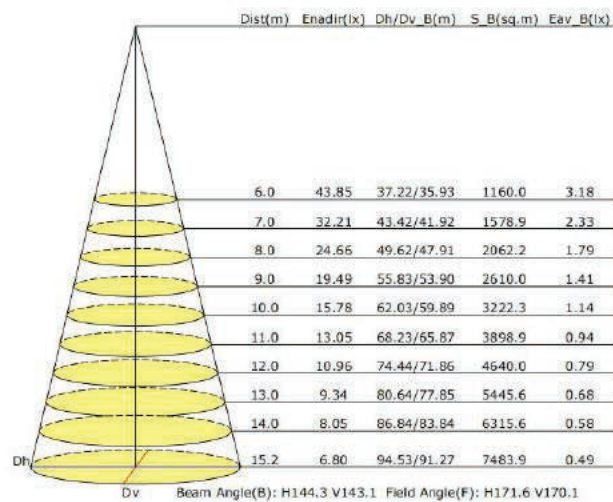 Dist(m) Enadir(lx) Dh/Dv_B(m) S_B(sq.m) Eav_B(lx)
6.0 43.85 37.22/35.93 1160.0 3.18
7.0 32.21 43.42/41.92 1578.9 2.33
8.0 24.66 49.62/47.91 2062.2 1.79
9.0 19.49 55.83/53.90 2610.0 1.41
10.0 15.78 62.03/59.89 3222.3 1.14
11.0 13.05 68.23/65.87 3898.9 0.94
12.0 10.96 74.44/71.86 4640.0 0.79
13.0 9.34 80.64/77.85 5445.6 0.68
14.0 8.05 86.84/83.84 6315.6 0.58
Dh 15.2 6.80 94.53/91.27 7483.9 0.49
Dv Beam Angle(B): H144.3 V143.1 Field Angle(F): H171.6 V170.1